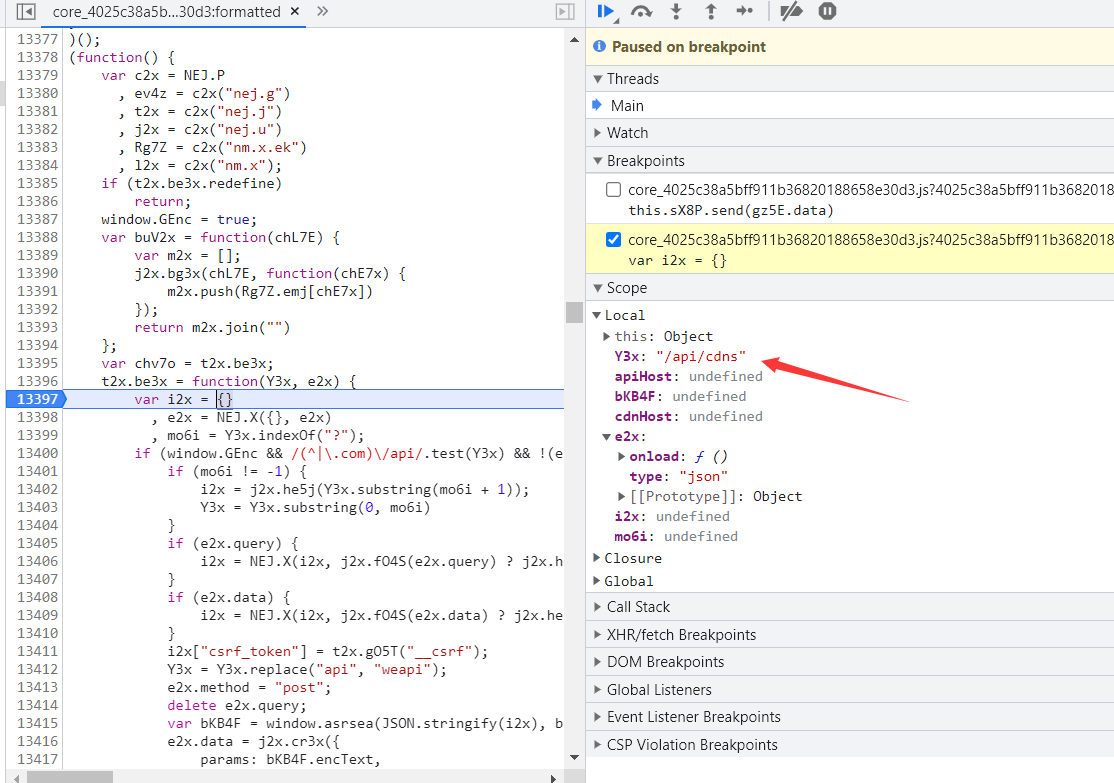 core_4025c38a5b...30d3:formatted × »
13377 )();
13378 (function() {
13379 var c2x = NEJ.P
13380 , ev4z = c2x("nej.g")
13381 , t2x = c2x("nej.j")
13382 , j2x = c2x("nej.u")
13383 , Rg7Z = c2x("nm.x.ek")
13384 , l2x = c2x("nm.x");
13385 if (t2x.be3x.redefine)
13386 return;
13387 window.GEnc = true;
13388 var buV2x = function(chL7E) {
13389 var m2x = [];
13390 j2x.bg3x(chL7E, function(chE7x) {
13391 m2x.push(Rg7Z.emj[chE7x])
13392 });
13393 return m2x.join("")
13394 };
13395 var chv7o = t2x.be3x;
13396 t2x.be3x = function(Y3x, e2x) {
13397 var i2x = {}
13398 , e2x = NEJ.X({}, e2x)
13399 , mo6i = Y3x.indexOf("?");
13400 if (window.GEnc && /(^|\.com)\/api/.test(Y3x) && !(e
13401 if (mo6i != -1) {
13402 i2x = j2x.he5j(Y3x.substring(mo6i + 1));
13403 Y3x = Y3x.substring(0, mo6i)
13404 }
13405 if (e2x.query) {
13406 i2x = NEJ.X(i2x, j2x.fO4S(e2x.query) ? j2x.h
13407 }
13408 if (e2x.data) {
13409 i2x = NEJ.X(i2x, j2x.fO4S(e2x.data) ? j2x.he
13410 }
13411 i2x["csrf_token"] = t2x.gO5T("__csrf");
13412 Y3x = Y3x.replace("api", "weapi");
13413 e2x.method = "post";
13414 delete e2x.query;
13415 var bKB4F = window.asrsea(JSON.stringify(i2x), b
13416 e2x.data = j2x.cr3x({
13417 params: bKB4F.encText,
Paused on breakpoint
Threads
Main
Watch
Breakpoints
core_4025c38a5bff911b36820188658e30d3.js?4025c38a5bff911b3682018
this.sX8P.send(gz5E.data)
core_4025c38a5bff911b36820188658e30d3.js?4025c38a5bff911b3682018
var i2x = {}
Scope
Local
this: Object
Y3x: "/api/cdns"
apiHost: undefined
bKB4F: undefined
cdnHost: undefined
e2x:
onload: ƒ ()
type: "json"
[[Prototype]]: Object
i2x: undefined
mo6i: undefined
Closure
Global
Call Stack
XHR/fetch Breakpoints
DOM Breakpoints
Global Listeners
Event Listener Breakpoints
CSP Violation Breakpoints